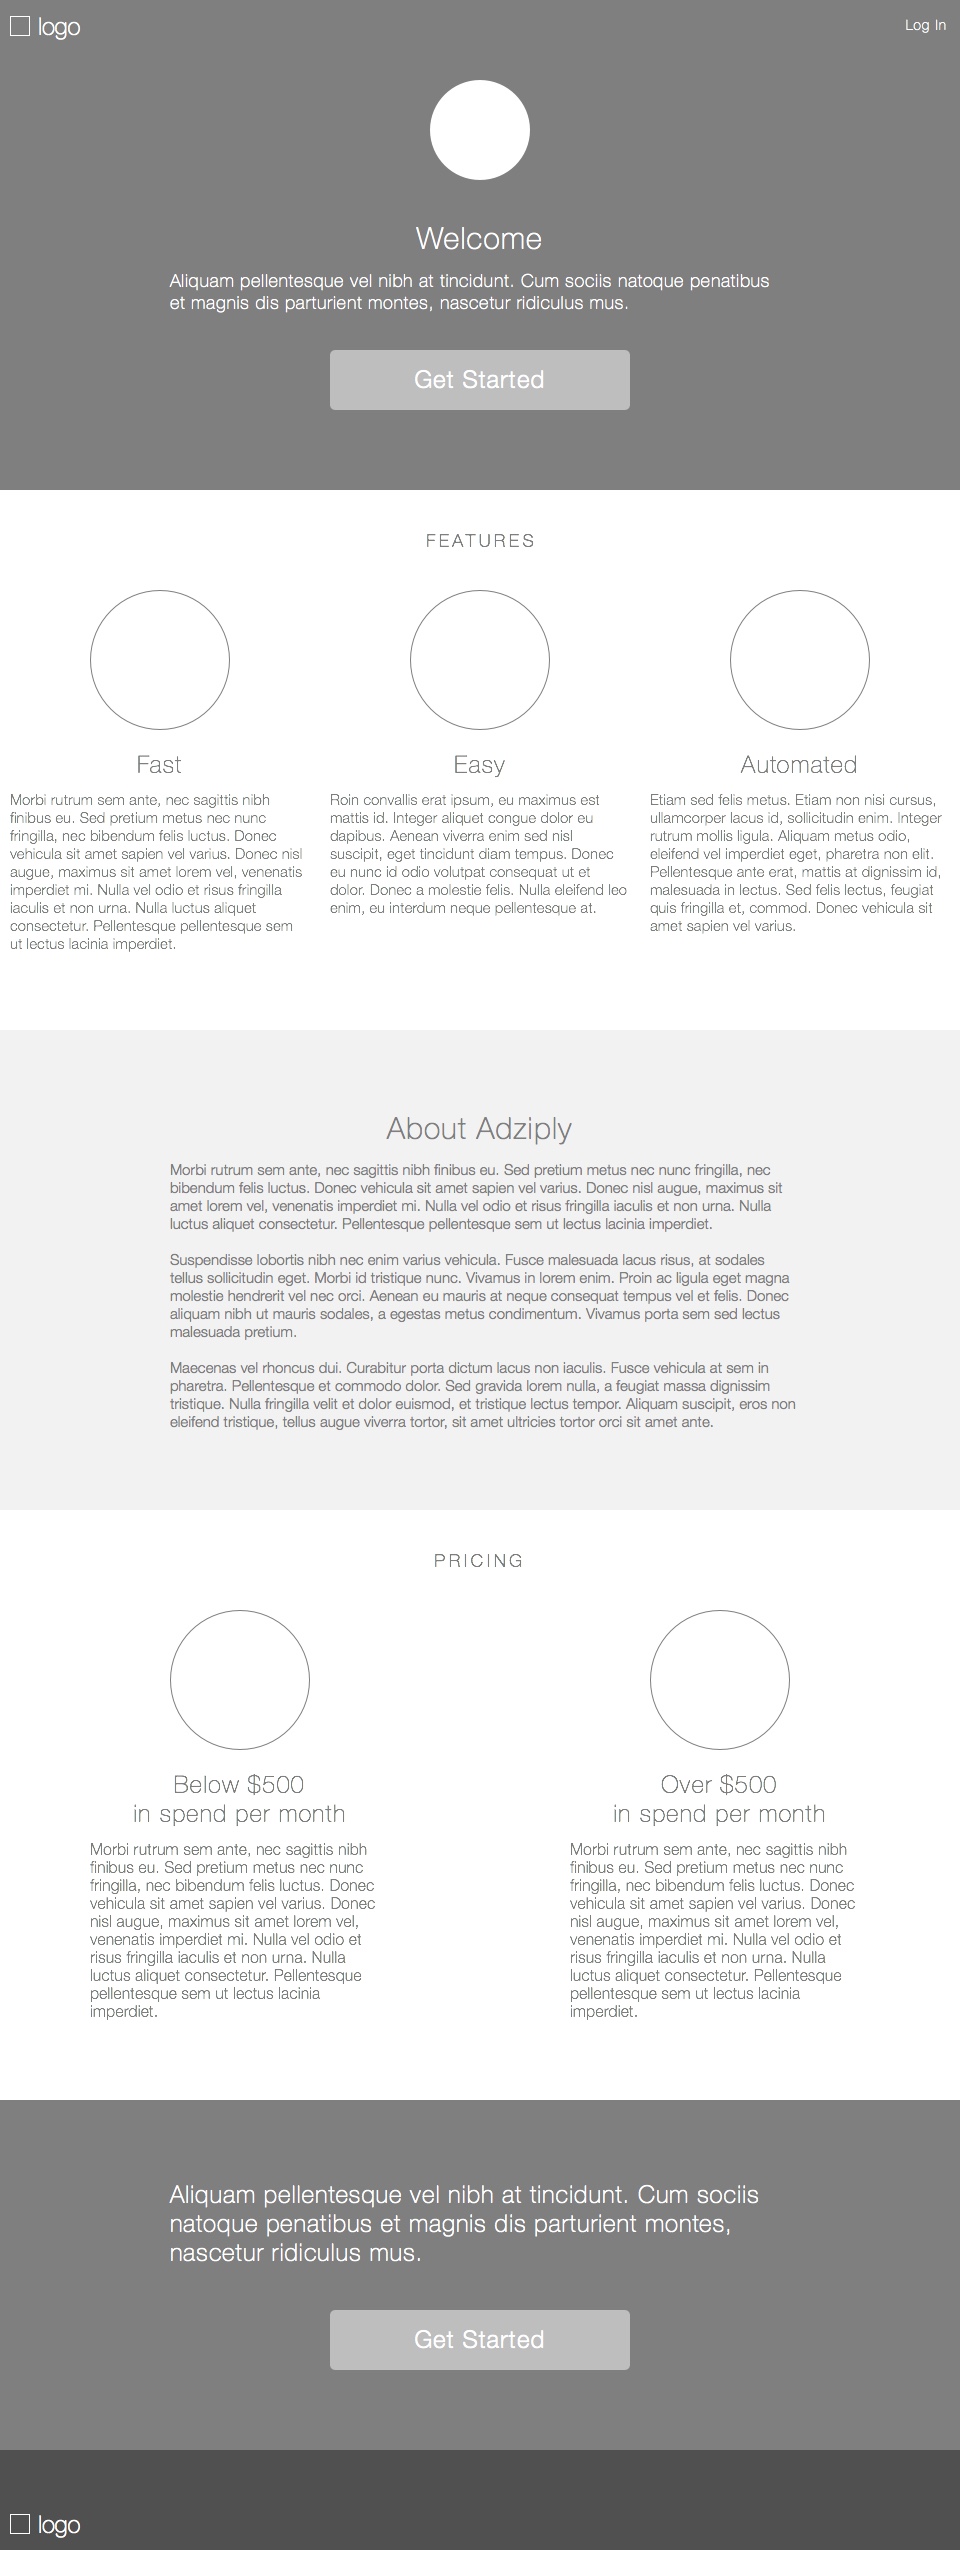 logo
Log In
Welcome
Aliquam pellentesque vel nibh at tincidunt. Cum sociis natoque penatibus
et magnis dis parturient montes, nascetur ridiculus mus.
Get Started
FEATURES
Fast
Morbi rutrum sem ante, nec sagittis nibh
finibus eu. Sed pretium metus nec nunc
fringilla, nec bibendum felis luctus. Donec
vehicula sit amet sapien vel varius. Donec nisl
augue, maximus sit amet lorem vel, venenatis
imperdiet mi. Nulla vel odio et risus fringilla
iaculis et non urna. Nulla luctus aliquet
consectetur. Pellentesque pellentesque sem
ut lectus lacinia imperdiet.
Easy
Roin convallis erat ipsum, eu maximus est
mattis id. Integer aliquet congue dolor eu
dapibus. Aenean viverra enim sed nisl
suscipit, eget tincidunt diam tempus. Donec
eu nunc id odio volutpat consequat ut et
dolor. Donec a molestie felis. Nulla eleifend leo
enim, eu interdum neque pellentesque at.
Automated
Etiam sed felis metus. Etiam non nisi cursus,
ullamcorper lacus id, sollicitudin enim. Integer
rutrum mollis ligula. Aliquam metus odio,
eleifend vel imperdiet eget, pharetra non elit.
Pellentesque ante erat, mattis at dignissim id,
malesuada in lectus. Sed felis lectus, feugiat
quis fringilla et, commod. Donec vehicula sit
amet sapien vel varius.
About Adziply
Morbi rutrum sem ante, nec sagittis nibh finibus eu. Sed pretium metus nec nunc fringilla, nec
bibendum felis luctus. Donec vehicula sit amet sapien vel varius. Donec nisl augue, maximus sit
amet lorem vel, venenatis imperdiet mi. Nulla vel odio et risus fringilla iaculis et non urna. Nulla
luctus aliquet consectetur. Pellentesque pellentesque sem ut lectus lacinia imperdiet.
Suspendisse lobortis nibh nec enim varius vehicula. Fusce malesuada lacus risus, at sodales
tellus sollicitudin eget. Morbi id tristique nunc. Vivamus in lorem enim. Proin ac ligula eget magna
molestie hendrerit vel nec orci. Aenean eu mauris at neque consequat tempus vel et felis. Donec
aliquam nibh ut mauris sodales, a egestas metus condimentum. Vivamus porta sem sed lectus
malesuada pretium.
Maecenas vel rhoncus dui. Curabitur porta dictum lacus non iaculis. Fusce vehicula at sem in
pharetra. Pellentesque et commodo dolor. Sed gravida lorem nulla, a feugiat massa dignissim
tristique. Nulla fringilla velit et dolor euismod, et tristique lectus tempor. Aliquam suscipit, eros non
eleifend tristique, tellus augue viverra tortor, sit amet ultricies tortor orci sit amet ante.
PRICING
Below $500
in spend per month
Morbi rutrum sem ante, nec sagittis nibh
finibus eu. Sed pretium metus nec nunc
fringilla, nec bibendum felis luctus. Donec
vehicula sit amet sapien vel varius. Donec
nisl augue, maximus sit amet lorem vel,
venenatis imperdiet mi. Nulla vel odio et
risus fringilla iaculis et non urna. Nulla
luctus aliquet consectetur. Pellentesque
pellentesque sem ut lectus lacinia
imperdiet.
Over $500
in spend per month
Morbi rutrum sem ante, nec sagittis nibh
finibus eu. Sed pretium metus nec nunc
fringilla, nec bibendum felis luctus. Donec
vehicula sit amet sapien vel varius. Donec
nisl augue, maximus sit amet lorem vel,
venenatis imperdiet mi. Nulla vel odio et
risus fringilla iaculis et non urna. Nulla
luctus aliquet consectetur. Pellentesque
pellentesque sem ut lectus lacinia
imperdiet.
Aliquam pellentesque vel nibh at tincidunt. Cum sociis
natoque penatibus et magnis dis parturient montes,
nascetur ridiculus mus.
Get Started
logo